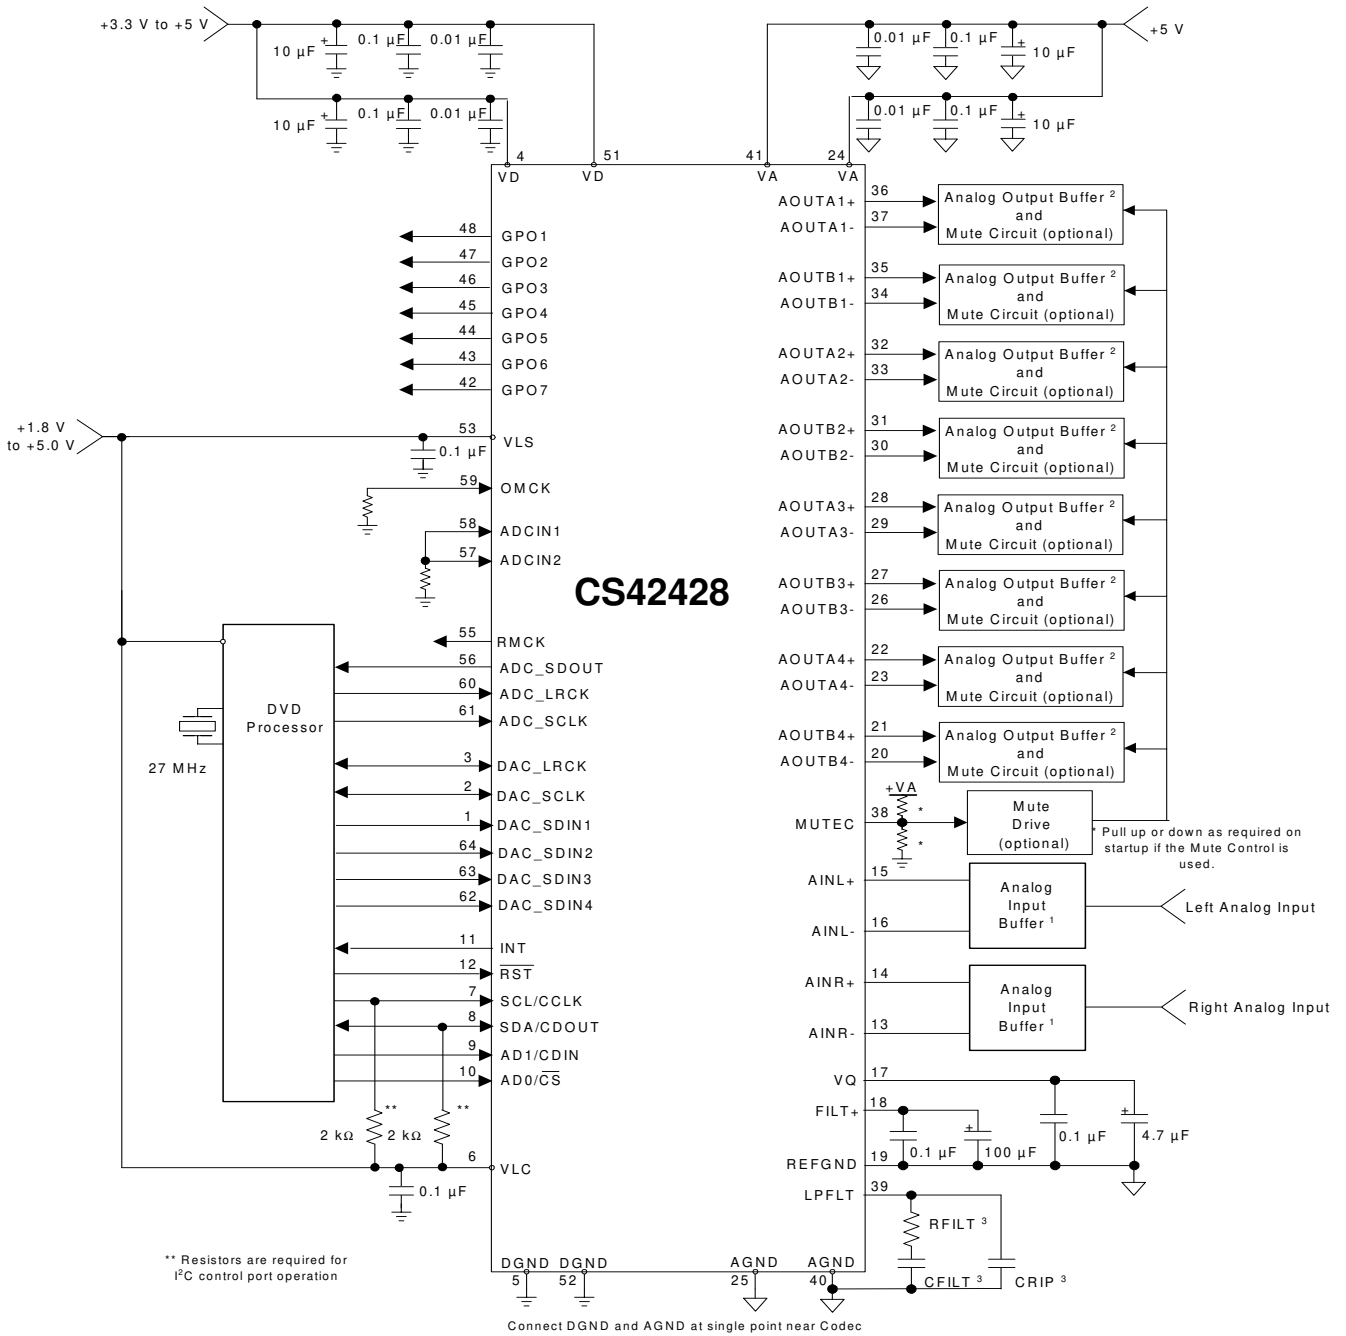 +3.3 V to +5 V
10 µF
+
0.1 µF
0.01 µF
10 µF
+
0.1 µF
0.01 µF
0.01 µF
0.1 µF
+
10 µF
+5 V
0.01 µF
0.1 µF
+
10 µF
4
51
41
24
VD
VD
VA
VA
48
GPO1
47
GPO2
46
GPO3
45
GPO4
44
GPO5
43
GPO6
42
GPO7
+1.8 V
to +5.0 V
53
VLS
0.1 µF
59
OMCK
58
ADCIN1
57
ADCIN2
CS42428
55
RMCK
56
ADC_SDOUT
60
ADC_LRCK
61
ADC_SCLK
DVD
Processor
27 MHz
3
DAC_LRCK
2
DAC_SCLK
1
DAC_SDIN1
64
DAC_SDIN2
63
DAC_SDIN3
62
DAC_SDIN4
11
INT
12
RST
7
SCL/CCLK
8
SDA/CDOUT
9
AD1/CDIN
10
AD0/CS
**
**
2 kΩ
2 kΩ
6
VLC
0.1 µF
** Resistors are required for
I²C control port operation
AOUTA1+
36
AOUTA1-
37
Analog Output Buffer ²
and
Mute Circuit (optional)
AOUTB1+
35
AOUTB1-
34
Analog Output Buffer ²
and
Mute Circuit (optional)
AOUTA2+
32
AOUTA2-
33
Analog Output Buffer ²
and
Mute Circuit (optional)
AOUTB2+
31
AOUTB2-
30
Analog Output Buffer ²
and
Mute Circuit (optional)
AOUTA3+
28
AOUTA3-
29
Analog Output Buffer ²
and
Mute Circuit (optional)
AOUTB3+
27
AOUTB3-
26
Analog Output Buffer ²
and
Mute Circuit (optional)
AOUTA4+
22
AOUTA4-
23
Analog Output Buffer ²
and
Mute Circuit (optional)
AOUTB4+
21
AOUTB4-
20
Analog Output Buffer ²
and
Mute Circuit (optional)
+VA
*
*
MUTEC
38
Mute
Drive
(optional)
* Pull up or down as required on
startup if the Mute Control is
used.
AINL+
15
AINL-
16
Analog
Input
Buffer ¹
Left Analog Input
AINR+
14
AINR-
13
Analog
Input
Buffer ¹
Right Analog Input
VQ
17
FILT+
18
0.1 µF
+
100 µF
0.1 µF
+
4.7 µF
REFGND
19
LPFLT
39
RFILT ³
CFILT ³
CRIP ³
DGND
DGND
AGND
AGND
5
52
25
40
Connect DGND and AGND at single point near Codec